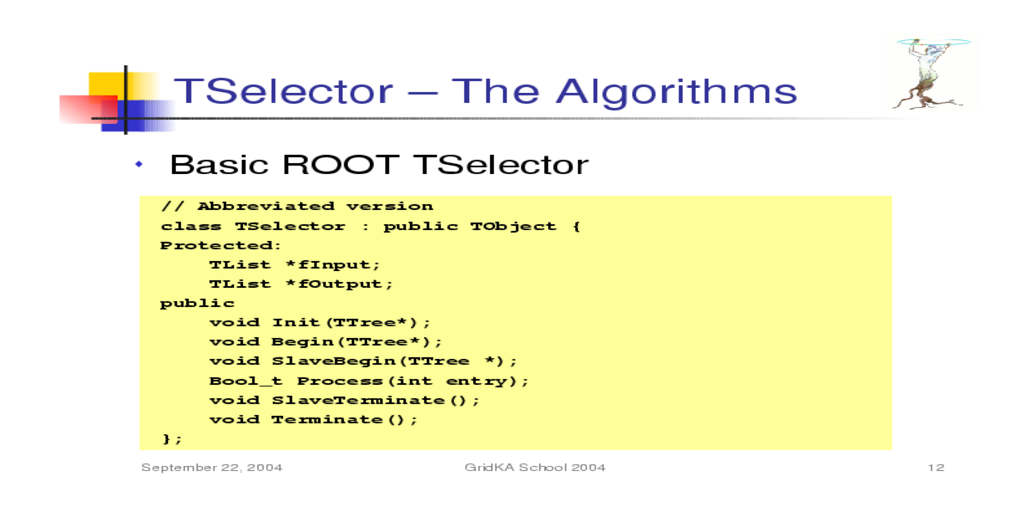 TSelector – The Algorithms
Basic ROOT TSelector
// Abbreviated version
class TSelector : public TObject {
Protected:
TList *fInput;
TList *fOutput;
public
void Init(TTree*);
void Begin(TTree*);
void SlaveBegin(TTree *);
Bool_t Process(int entry);
void SlaveTerminate();
void Terminate();
};
September 22, 2004
GridKA School 2004
12